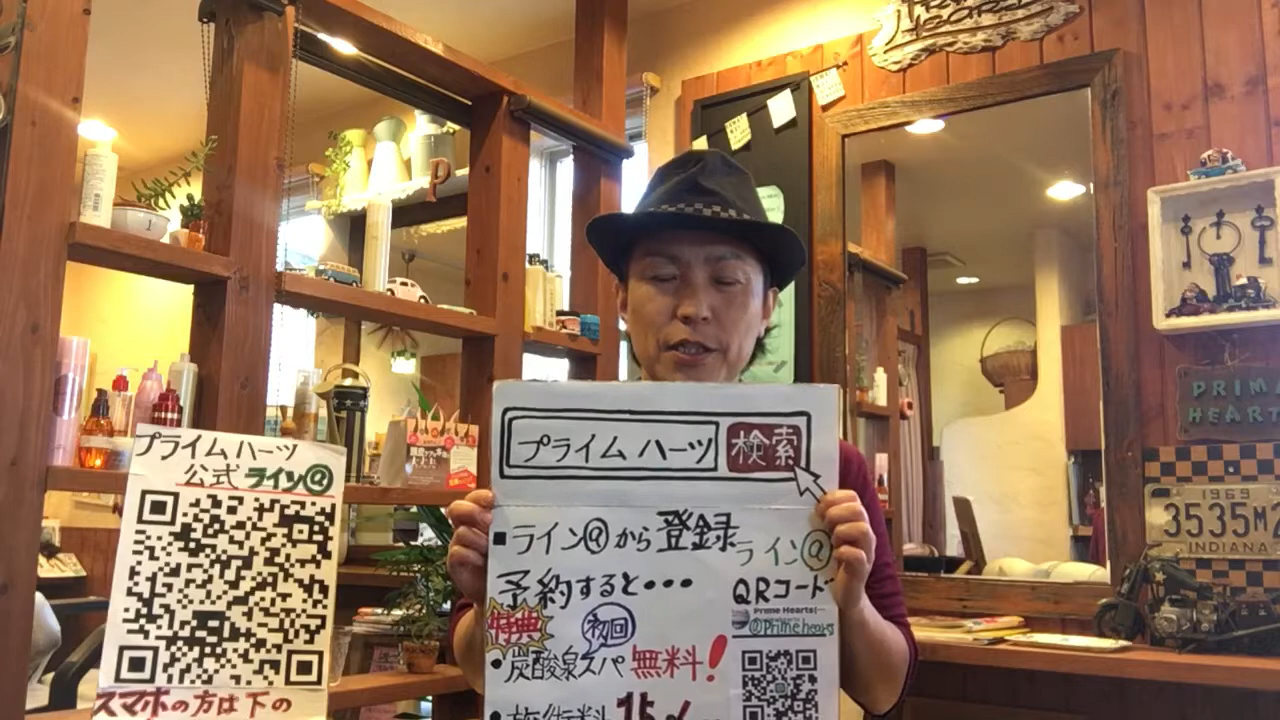 プライムハーツ
公式ライン@
スマホの方は下の
プライムハーツ 検索
■ライン@から登録
予約すると・・・
特典
初回
•炭酸泉スパ 無料!
ライン@
QRコード
Prime Hearts
@Primehearts
P
PRIM
HEART
1969
3535M
INDIANA